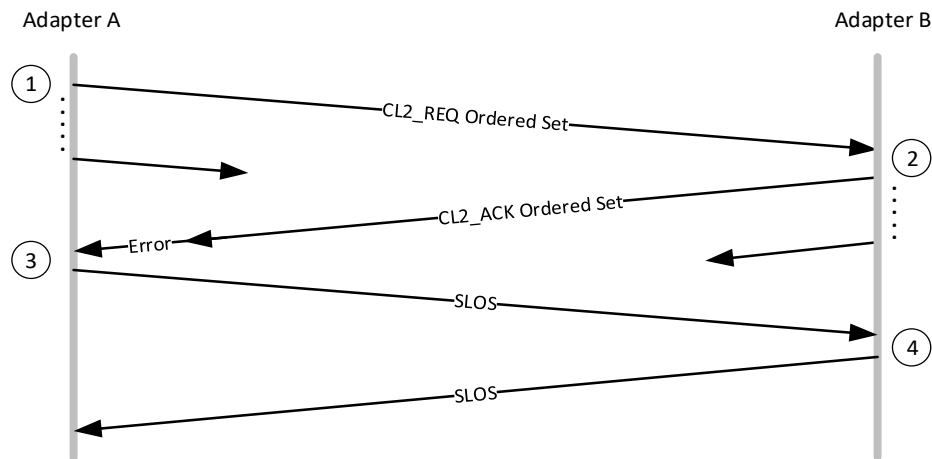 Adapter A
Adapter B
1
CL2_REQ Ordered Set
2
CL2_ACK Ordered Set
Error
3
SLOS
4
SLOS